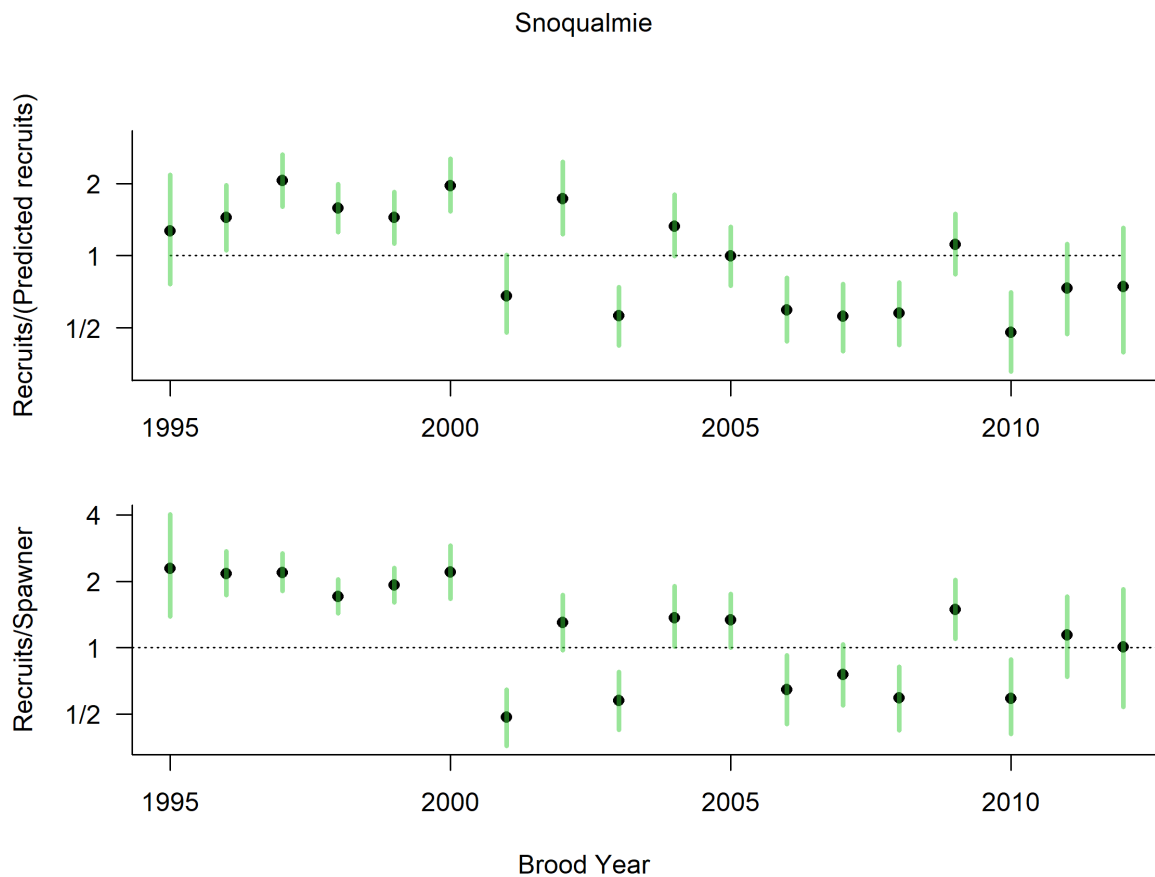 Snoqualmie
Recruits/(Predicted recruits)
2
1
1/2
1995 2000 2005 2010
Recruits/Spawner
4
2
1
1/2
1995 2000 2005 2010
Brood Year